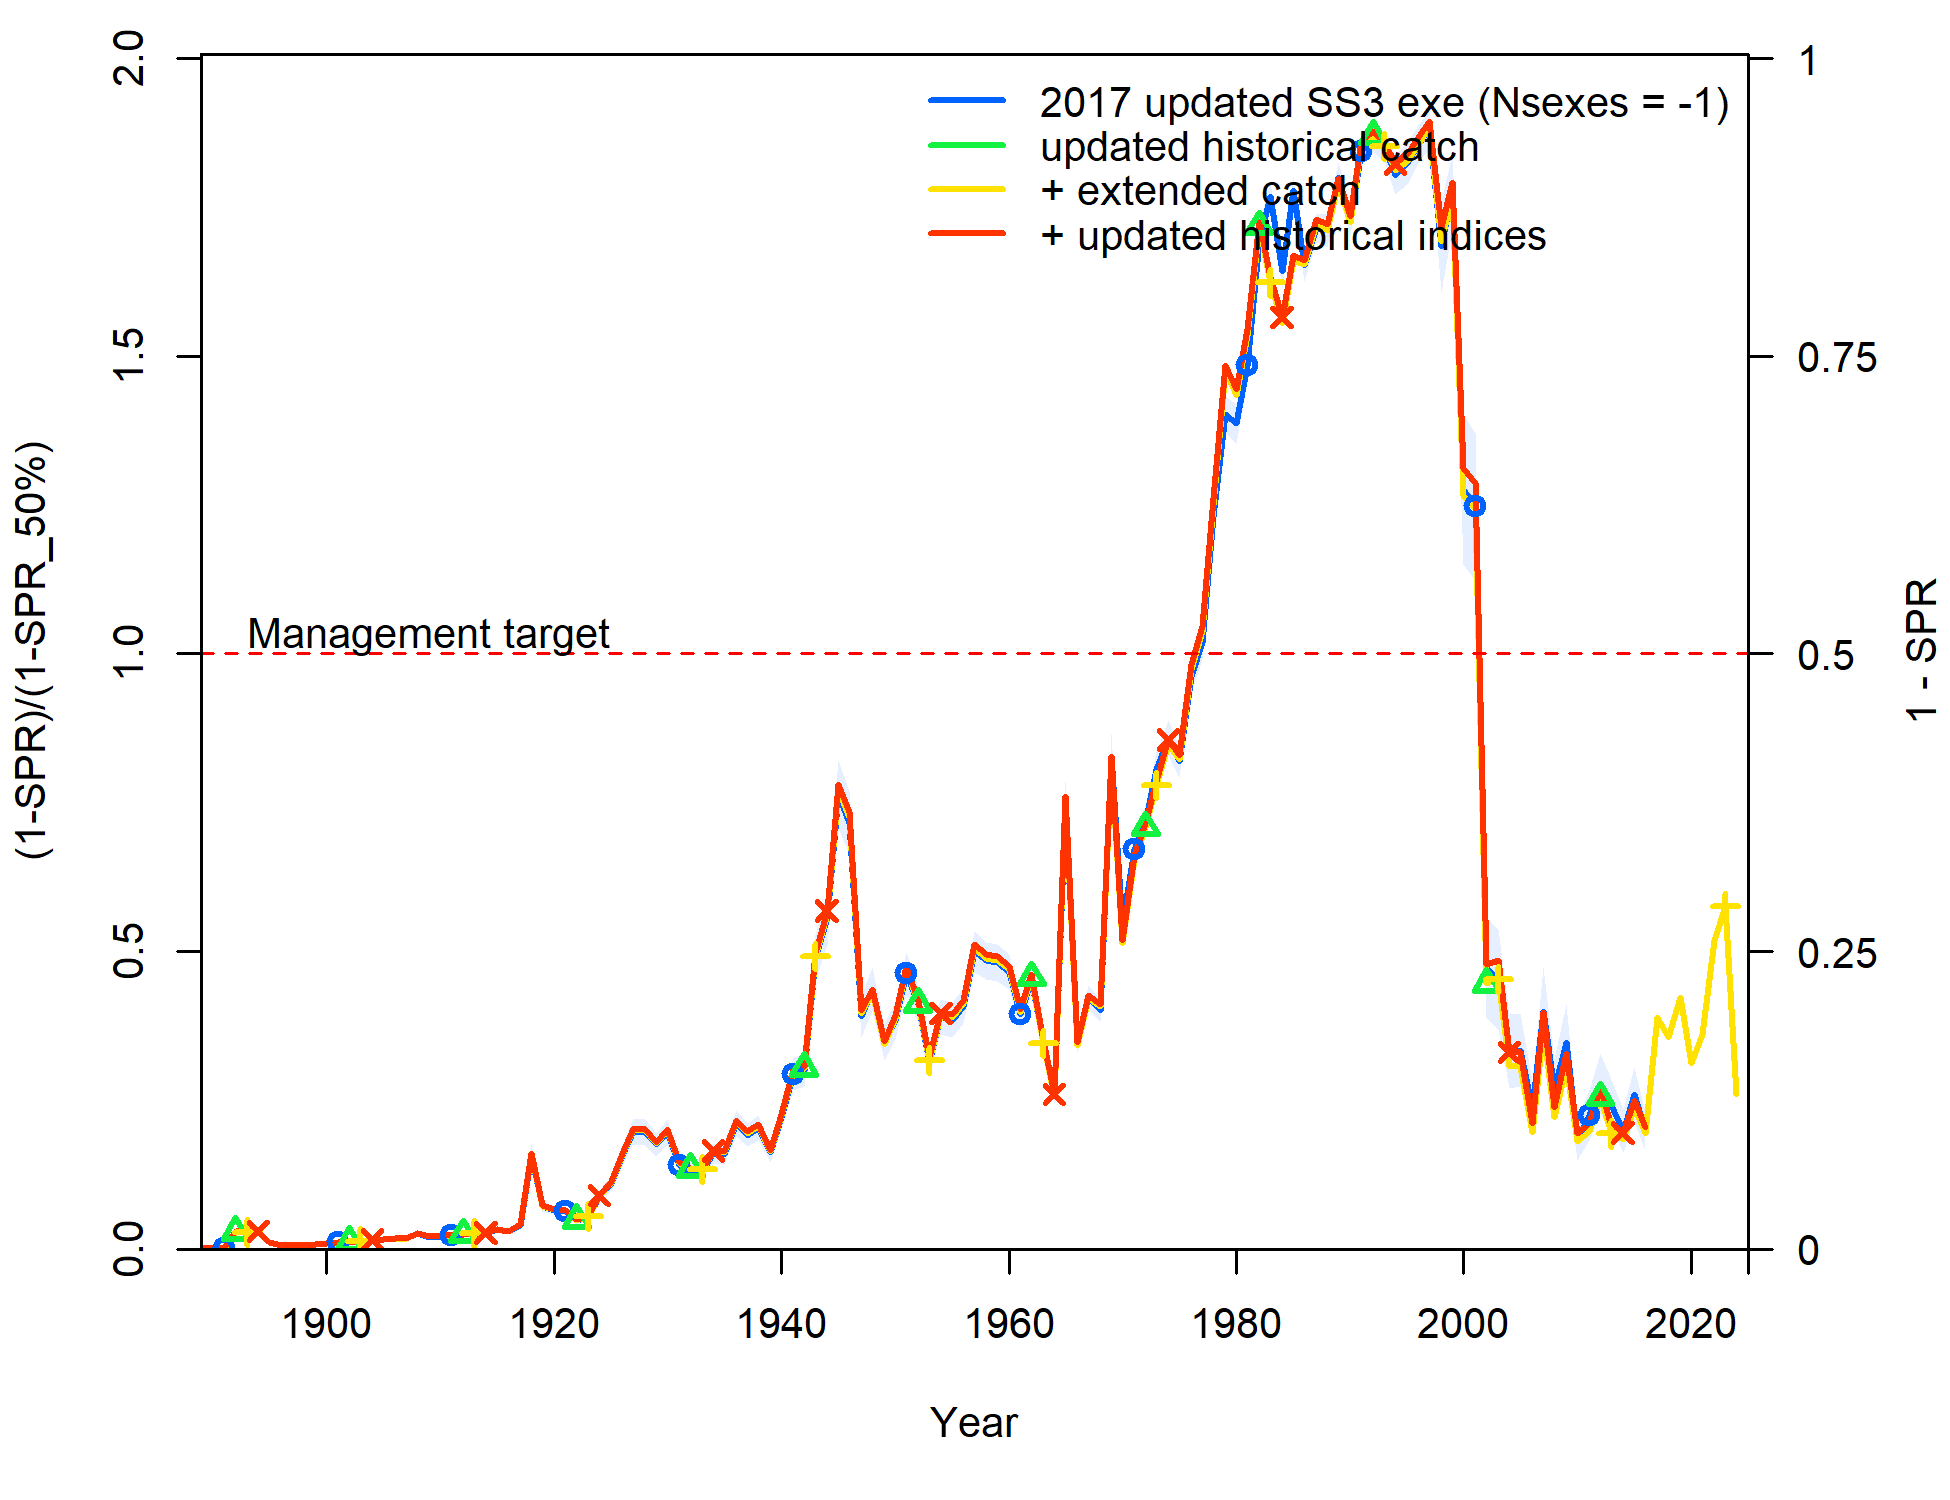 2017 updated SS3 exe (Nsexes = -1)
updated historical catch
+ extended catch
+ updated historical indices
Management target
(1-SPR)/(1-SPR_50%)
0.0
0.5
1.0
1.5
2.0
1 - SPR
0
0.25
0.5
0.75
1
1900
1920
1940
1960
1980
2000
2020
Year